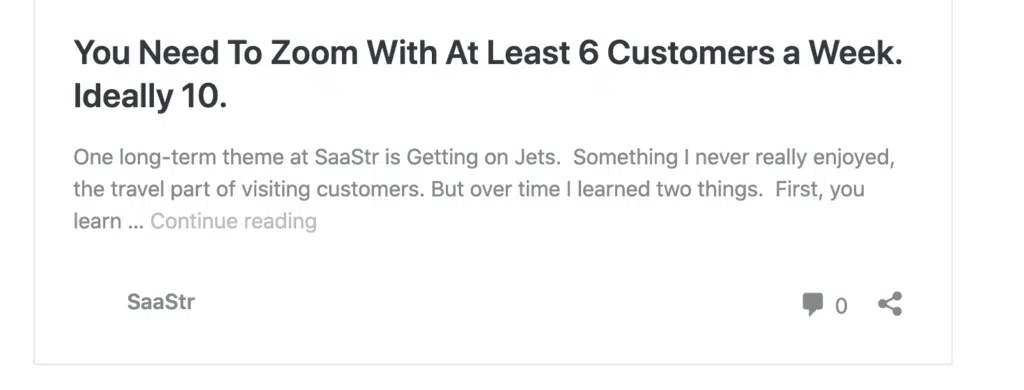 You Need To Zoom With At Least 6 Customers a Week.
Ideally 10.
One long-term theme at SaaStr is Getting on Jets.  Something I never really enjoyed,
the travel part of visiting customers. But over time I learned two things.  First, you
learn ... Continue reading
SaaStr
0